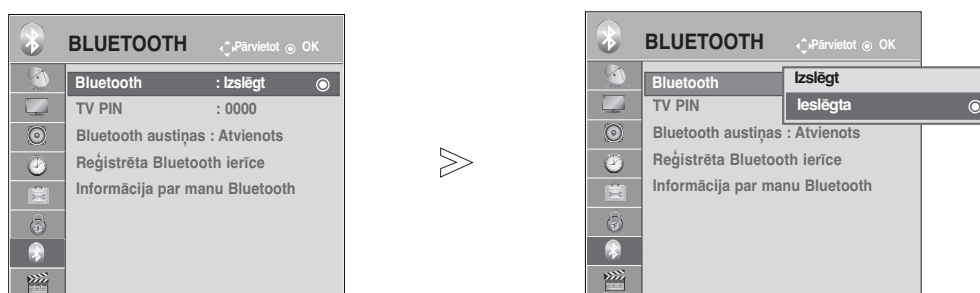 BLUETOOTH Pārvietot OK
Bluetooth : Izslēgt
TV PIN : 0000
Bluetooth austiņas : Atvienots
Reģistrēta Bluetooth ierīce
Informācija par manu Bluetooth
BLUETOOTH Pārvietot OK
Bluetooth
Izslēgt
Ieslēgta
TV PIN
Bluetooth austiņas : Atvienots
Reģistrēta Bluetooth ierīce
Informācija par manu Bluetooth